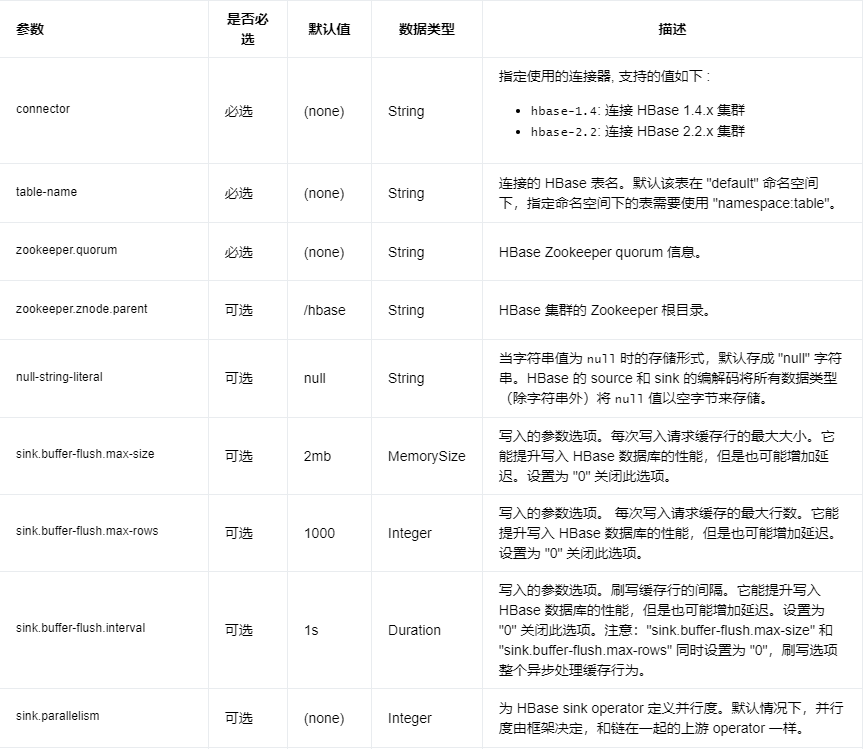 参数
是否必
选
默认值
数据类型
描述
connector
必选
(none)
String
指定使用的连接器, 支持的值如下 :
• hbase-1.4: 连接 HBase 1.4.x 集群
• hbase-2.2: 连接 HBase 2.2.x 集群
table-name
必选
(none)
String
连接的 HBase 表名。默认该表在 "default" 命名空间
下，指定命名空间下的表需要使用 "namespace:table"。
zookeeper.quorum
必选
(none)
String
HBase Zookeeper quorum 信息。
zookeeper.znode.parent
可选
/hbase
String
HBase 集群的 Zookeeper 根目录。
null-string-literal
可选
null
String
当字符串值为 null 时的存储形式，默认存成 "null" 字符
串。HBase 的 source 和 sink 的编解码将所有数据类型
（除字符串外）将 null 值以空字节来存储。
sink.buffer-flush.max-size
可选
2mb
MemorySize
写入的参数选项。每次写入请求缓存行的最大大小。它
能提升写入 HBase 数据库的性能，但是也可能增加延
迟。设置为 "0" 关闭此选项。
sink.buffer-flush.max-rows
可选
1000
Integer
写入的参数选项。 每次写入请求缓存的最大行数。它能
提升写入 HBase 数据库的性能，但是也可能增加延迟。
设置为 "0" 关闭此选项。
sink.buffer-flush.interval
可选
1s
Duration
写入的参数选项。刷写缓存行的间隔。它能提升写入
HBase 数据库的性能，但是也可能增加延迟。设置为
"0" 关闭此选项。注意："sink.buffer-flush.max-size" 和
"sink.buffer-flush.max-rows" 同时设置为 "0"，刷写选项
整个异步处理缓存行为。
sink.parallelism
可选
(none)
Integer
为 HBase sink operator 定义并行度。默认情况下，并行
度由框架决定，和链在一起的上游 operator 一样。